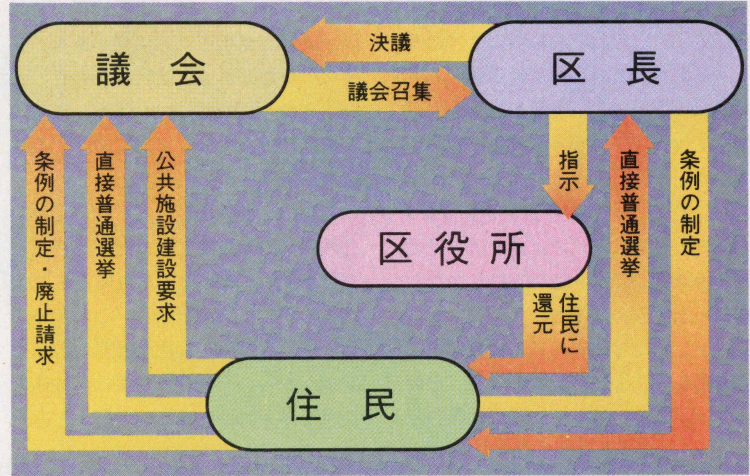 議会
決議
議会召集
区長
条例の制定・廃止請求
直接普通選挙
公共施設建設要求
指示
直接普通選挙
条例の制定
区役所
住民に
還元
住民